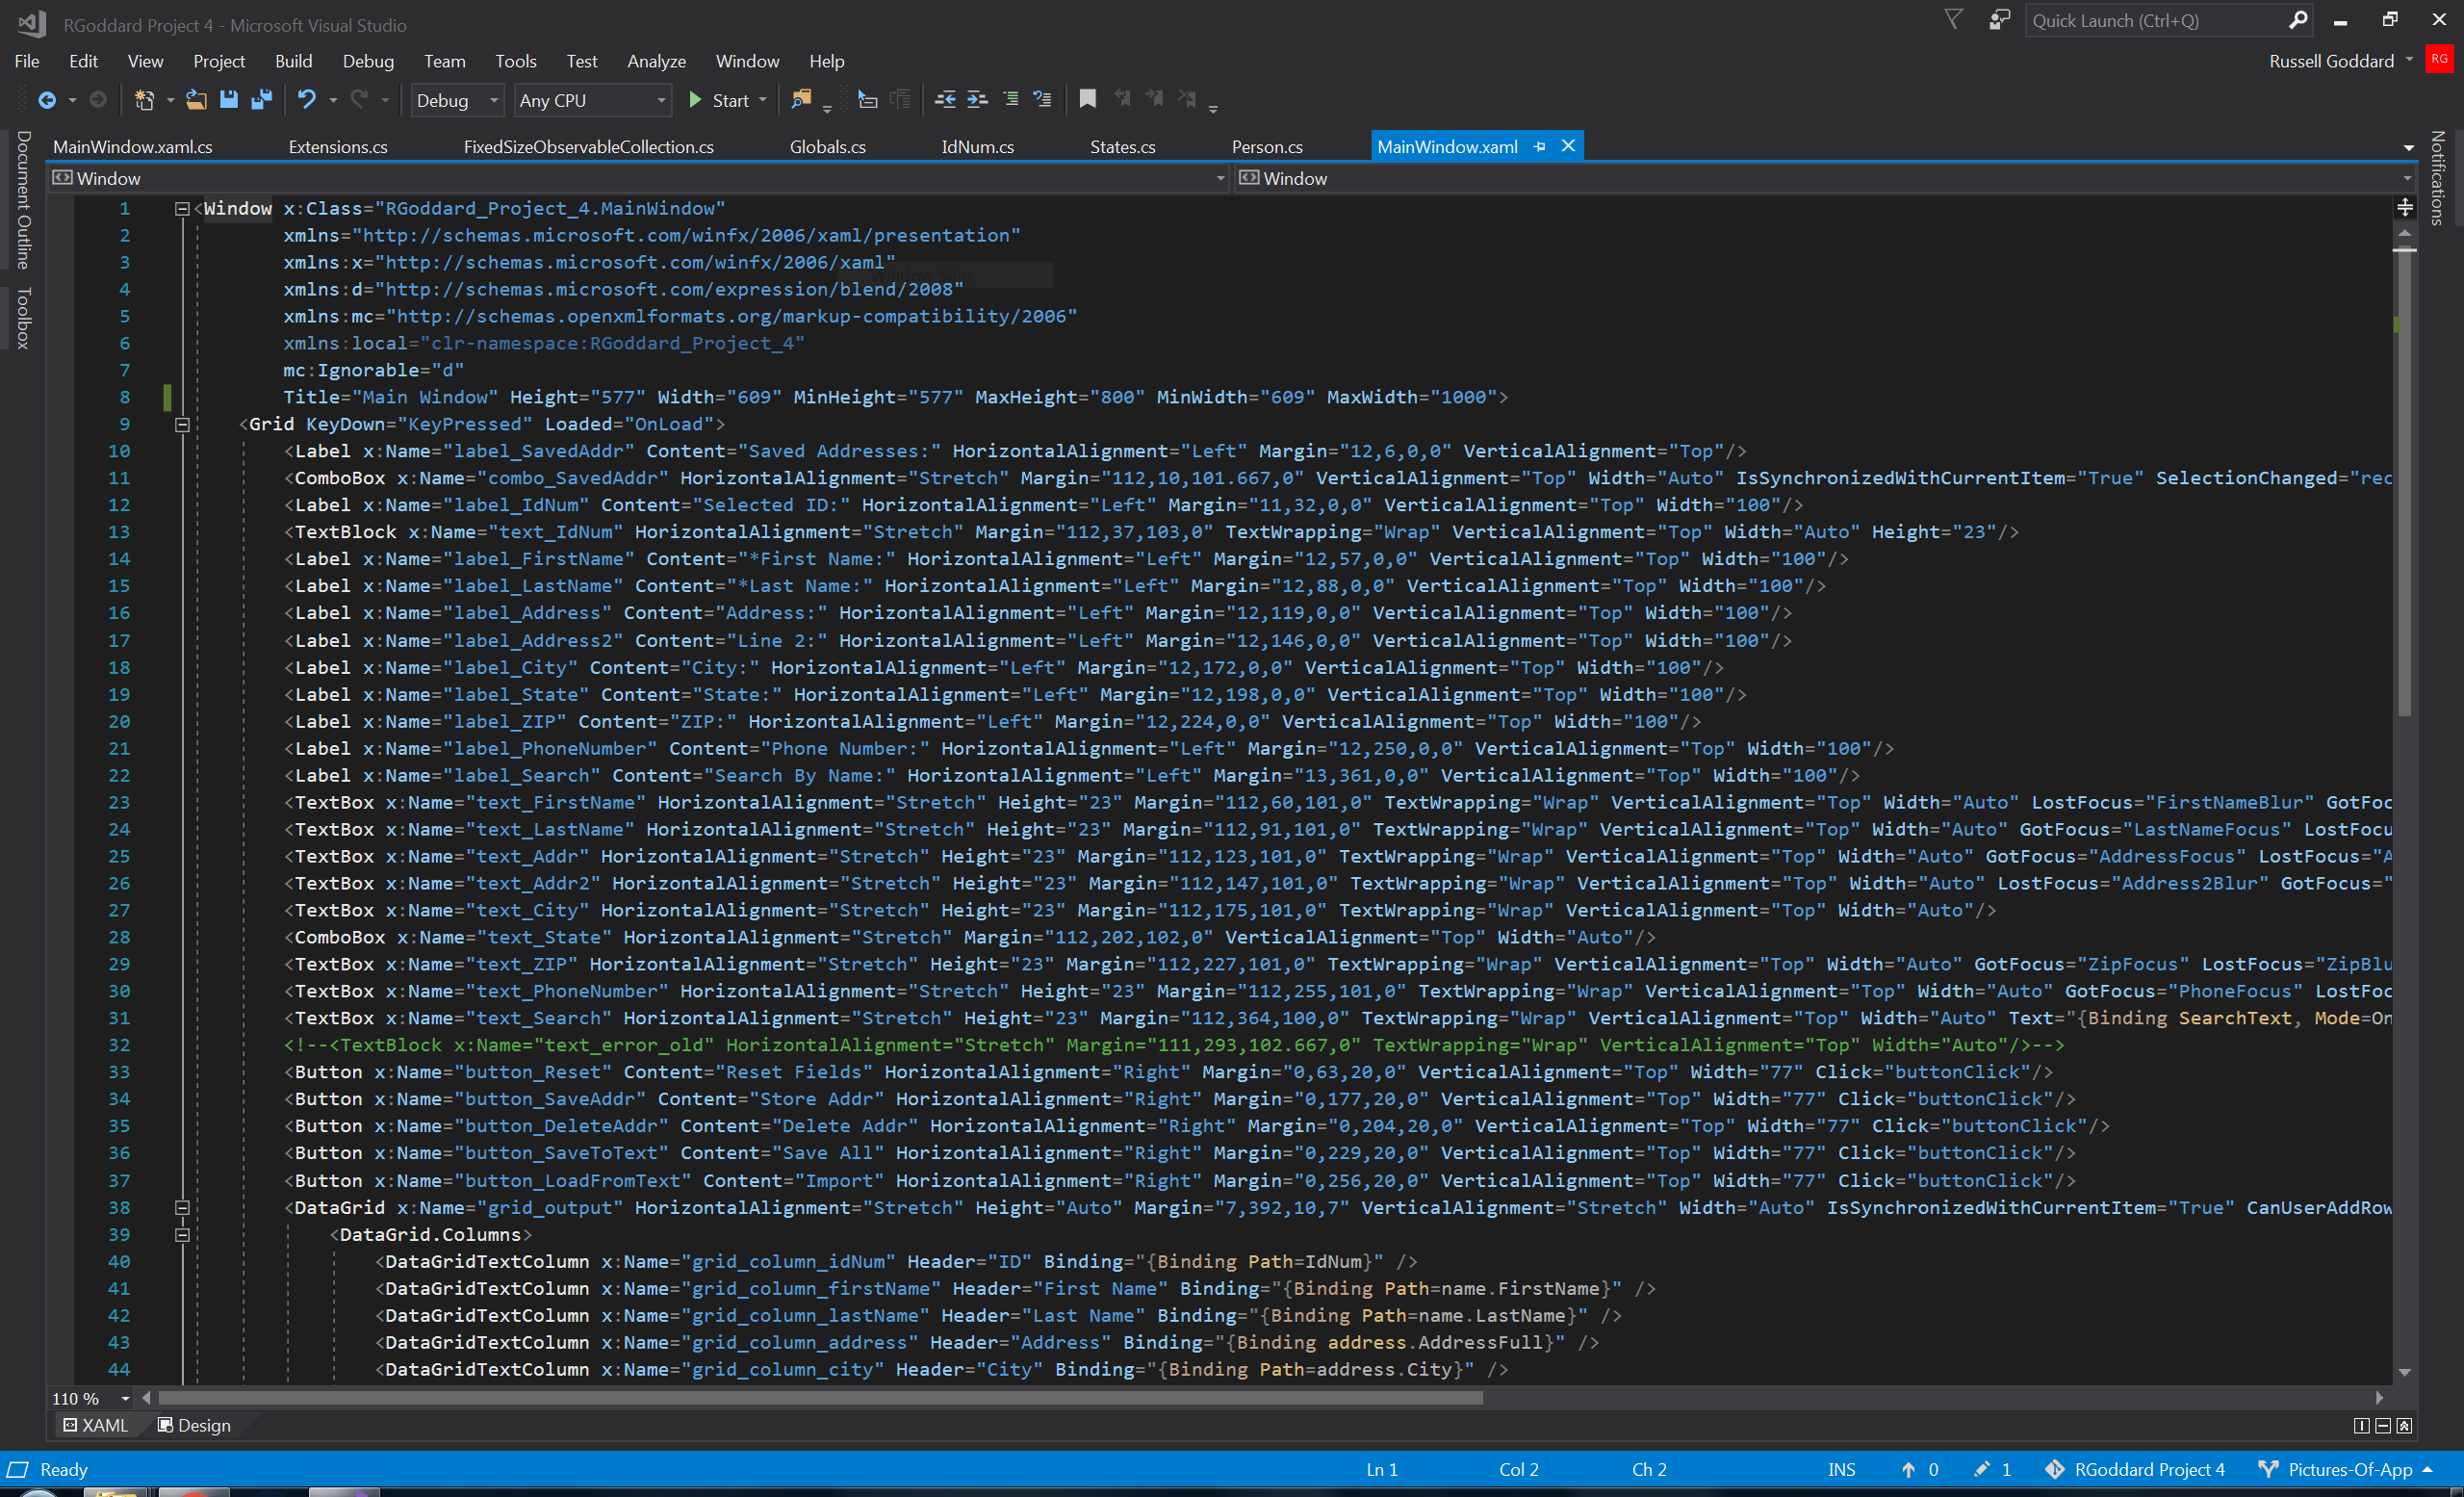 RGoddard Project 4 - Microsoft Visual Studio
Quick Launch (Ctrl+Q)
File Edit View Project Build Debug Team Tools Test Analyze Window Help
Russell Goddard RG
Debug Any CPU Start
Document Outline
Toolbox
Notifications
MainWindow.xaml.cs Extensions.cs FixedSizeObservableCollection.cs Globals.cs IdNum.cs States.cs Person.cs MainWindow.xaml
Window Window
1 <Window x:Class="RGoddard_Project_4.MainWindow"
2 xmlns="http://schemas.microsoft.com/winfx/2006/xaml/presentation"
3 xmlns:x="http://schemas.microsoft.com/winfx/2006/xaml"
Window Snip
4 xmlns:d="http://schemas.microsoft.com/expression/blend/2008"
5 xmlns:mc="http://schemas.openxmlformats.org/markup-compatibility/2006"
6 xmlns:local="clr-namespace:RGoddard_Project_4"
7 mc:Ignorable="d"
8 Title="Main Window" Height="577" Width="609" MinHeight="577" MaxHeight="800" MinWidth="609" MaxWidth="1000">
9 <Grid KeyDown="KeyPressed" Loaded="OnLoad">
10 <Label x:Name="label_SavedAddr" Content="Saved Addresses:" HorizontalAlignment="Left" Margin="12,6,0,0" VerticalAlignment="Top"/>
11 <ComboBox x:Name="combo_SavedAddr" HorizontalAlignment="Stretch" Margin="112,10,101.667,0" VerticalAlignment="Top" Width="Auto" IsSynchronizedWithCurrentItem="True" SelectionChanged="rec
12 <Label x:Name="label_IdNum" Content="Selected ID:" HorizontalAlignment="Left" Margin="11,32,0,0" VerticalAlignment="Top" Width="100"/>
13 <TextBlock x:Name="text_IdNum" HorizontalAlignment="Stretch" Margin="112,37,103,0" TextWrapping="Wrap" VerticalAlignment="Top" Width="Auto" Height="23"/>
14 <Label x:Name="label_FirstName" Content="*First Name:" HorizontalAlignment="Left" Margin="12,57,0,0" VerticalAlignment="Top" Width="100"/>
15 <Label x:Name="label_LastName" Content="*Last Name:" HorizontalAlignment="Left" Margin="12,88,0,0" VerticalAlignment="Top" Width="100"/>
16 <Label x:Name="label_Address" Content="Address:" HorizontalAlignment="Left" Margin="12,119,0,0" VerticalAlignment="Top" Width="100"/>
17 <Label x:Name="label_Address2" Content="Line 2:" HorizontalAlignment="Left" Margin="12,146,0,0" VerticalAlignment="Top" Width="100"/>
18 <Label x:Name="label_City" Content="City:" HorizontalAlignment="Left" Margin="12,172,0,0" VerticalAlignment="Top" Width="100"/>
19 <Label x:Name="label_State" Content="State:" HorizontalAlignment="Left" Margin="12,198,0,0" VerticalAlignment="Top" Width="100"/>
20 <Label x:Name="label_ZIP" Content="ZIP:" HorizontalAlignment="Left" Margin="12,224,0,0" VerticalAlignment="Top" Width="100"/>
21 <Label x:Name="label_PhoneNumber" Content="Phone Number:" HorizontalAlignment="Left" Margin="12,250,0,0" VerticalAlignment="Top" Width="100"/>
22 <Label x:Name="label_Search" Content="Search By Name:" HorizontalAlignment="Left" Margin="13,361,0,0" VerticalAlignment="Top" Width="100"/>
23 <TextBox x:Name="text_FirstName" HorizontalAlignment="Stretch" Height="23" Margin="112,60,101,0" TextWrapping="Wrap" VerticalAlignment="Top" Width="Auto" LostFocus="FirstNameBlur" GotFoc
24 <TextBox x:Name="text_LastName" HorizontalAlignment="Stretch" Height="23" Margin="112,91,101,0" TextWrapping="Wrap" VerticalAlignment="Top" Width="Auto" GotFocus="LastNameFocus" LostFocu
25 <TextBox x:Name="text_Addr" HorizontalAlignment="Stretch" Height="23" Margin="112,123,101,0" TextWrapping="Wrap" VerticalAlignment="Top" Width="Auto" GotFocus="AddressFocus" LostFocus="A
26 <TextBox x:Name="text_Addr2" HorizontalAlignment="Stretch" Height="23" Margin="112,147,101,0" TextWrapping="Wrap" VerticalAlignment="Top" Width="Auto" LostFocus="Address2Blur" GotFocus="
27 <TextBox x:Name="text_City" HorizontalAlignment="Stretch" Height="23" Margin="112,175,101,0" TextWrapping="Wrap" VerticalAlignment="Top" Width="Auto"/>
28 <ComboBox x:Name="text_State" HorizontalAlignment="Stretch" Margin="112,202,102,0" VerticalAlignment="Top" Width="Auto"/>
29 <TextBox x:Name="text_ZIP" HorizontalAlignment="Stretch" Height="23" Margin="112,227,101,0" TextWrapping="Wrap" VerticalAlignment="Top" Width="Auto" GotFocus="ZipFocus" LostFocus="ZipBlu
30 <TextBox x:Name="text_PhoneNumber" HorizontalAlignment="Stretch" Height="23" Margin="112,255,101,0" TextWrapping="Wrap" VerticalAlignment="Top" Width="Auto" GotFocus="PhoneFocus" LostFoc
31 <TextBox x:Name="text_Search" HorizontalAlignment="Stretch" Height="23" Margin="112,364,100,0" TextWrapping="Wrap" VerticalAlignment="Top" Width="Auto" Text="{Binding SearchText, Mode=On
32 <!--<TextBlock x:Name="text_error_old" HorizontalAlignment="Stretch" Margin="111,293,102.667,0" TextWrapping="Wrap" VerticalAlignment="Top" Width="Auto"/>-->
33 <Button x:Name="button_Reset" Content="Reset Fields" HorizontalAlignment="Right" Margin="0,63,20,0" VerticalAlignment="Top" Width="77" Click="buttonClick"/>
34 <Button x:Name="button_SaveAddr" Content="Store Addr" HorizontalAlignment="Right" Margin="0,177,20,0" VerticalAlignment="Top" Width="77" Click="buttonClick"/>
35 <Button x:Name="button_DeleteAddr" Content="Delete Addr" HorizontalAlignment="Right" Margin="0,204,20,0" VerticalAlignment="Top" Width="77" Click="buttonClick"/>
36 <Button x:Name="button_SaveToText" Content="Save All" HorizontalAlignment="Right" Margin="0,229,20,0" VerticalAlignment="Top" Width="77" Click="buttonClick"/>
37 <Button x:Name="button_LoadFromText" Content="Import" HorizontalAlignment="Right" Margin="0,256,20,0" VerticalAlignment="Top" Width="77" Click="buttonClick"/>
38 <DataGrid x:Name="grid_output" HorizontalAlignment="Stretch" Height="Auto" Margin="7,392,10,7" VerticalAlignment="Stretch" Width="Auto" IsSynchronizedWithCurrentItem="True" CanUserAddRow
39 <DataGrid.Columns>
40 <DataGridTextColumn x:Name="grid_column_idNum" Header="ID" Binding="{Binding Path=IdNum}" />
41 <DataGridTextColumn x:Name="grid_column_firstName" Header="First Name" Binding="{Binding Path=name.FirstName}" />
42 <DataGridTextColumn x:Name="grid_column_lastName" Header="Last Name" Binding="{Binding Path=name.LastName}" />
43 <DataGridTextColumn x:Name="grid_column_address" Header="Address" Binding="{Binding address.AddressFull}" />
44 <DataGridTextColumn x:Name="grid_column_city" Header="City" Binding="{Binding Path=address.City}" />
110 %
XAML Design
Ready Ln 1 Col 2 Ch 2 INS 0 1 RGoddard Project 4 Pictures-Of-App